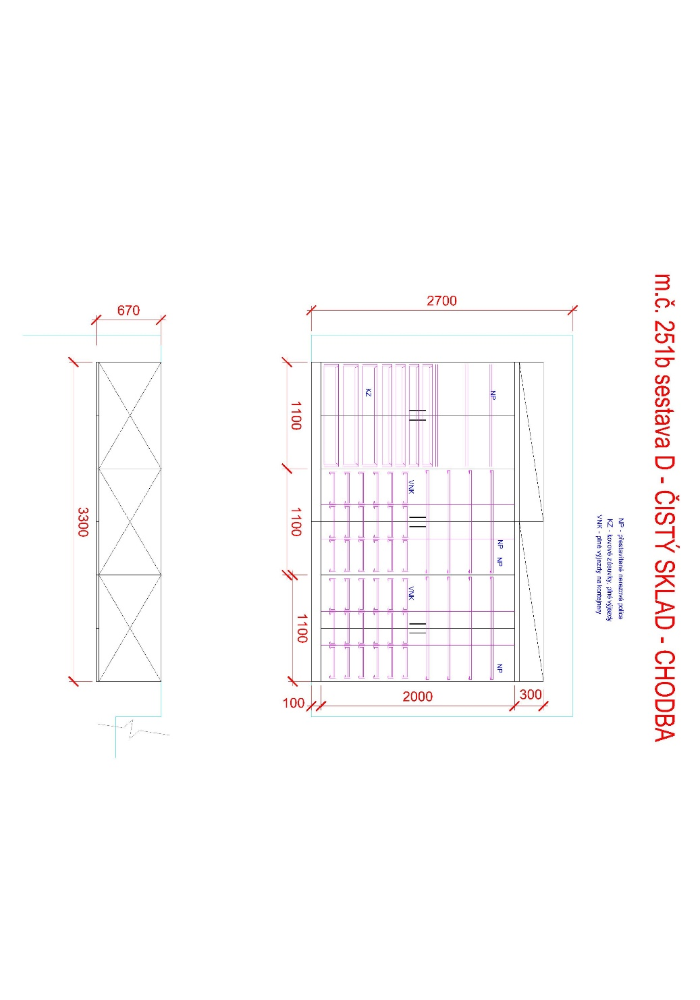 m.č. 251b sestava D - ČISTÝ SKLAD - CHODBA
NP - přestavitelné nerezové police
KZ - kovové zásuvky, plné výjezdy
VNK - plné výjezdy na kontejnery
2700
NP
NP NP
NP
KZ
VNK
VNK
300
2000
100
1100
1100
1100
670
3300